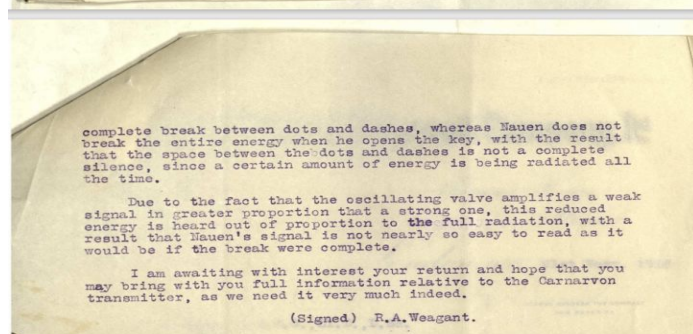 complete break between dots and dashes, whereas Nauen does not
break the entire energy when he opens the key, with the result
that the space between the dots and dashes is not a complete
silence, since a certain amount of energy is being radiated all
the time.
Due to the fact that the oscillating valve amplifies a weak
signal in greater proportion that a strong one, this reduced
energy is heard out of proportion to the full radiation, with a
result that Nauen's signal is not nearly so easy to read as it
would be if the break were complete.
I am awaiting with interest your return and hope that you
may bring with you full information relative to the Carnarvon
transmitter, as we need it very much indeed.
(Signed) R.A.Weagant.